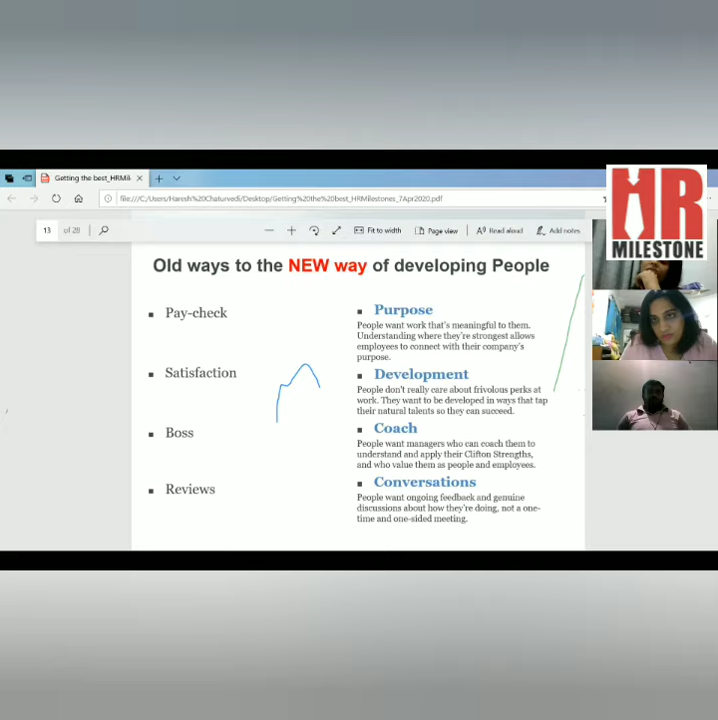 Getting the best_HRMil
file:///C:/Users/Haresh%20Chaturvedi/Desktop/Getting%20the%20best_HRMilestones_7Apr2020.pdf
HR
MILESTONE
13 of 28
Fit to width
Page view
Read aloud
Add notes
Old ways to the NEW way of developing People
Pay-check
Satisfaction
Boss
Reviews
Purpose
People want work that's meaningful to them.
Understanding where they're strongest allows
employees to connect with their company's
purpose.
Development
People don't really care about frivolous perks at
work. They want to be developed in ways that tap
their natural talents so they can succeed.
Coach
People want managers who can coach them to
understand and apply their Clifton Strengths,
and who value them as people and employees.
Conversations
People want ongoing feedback and genuine
discussions about how they're doing, not a one-
time and one-sided meeting.